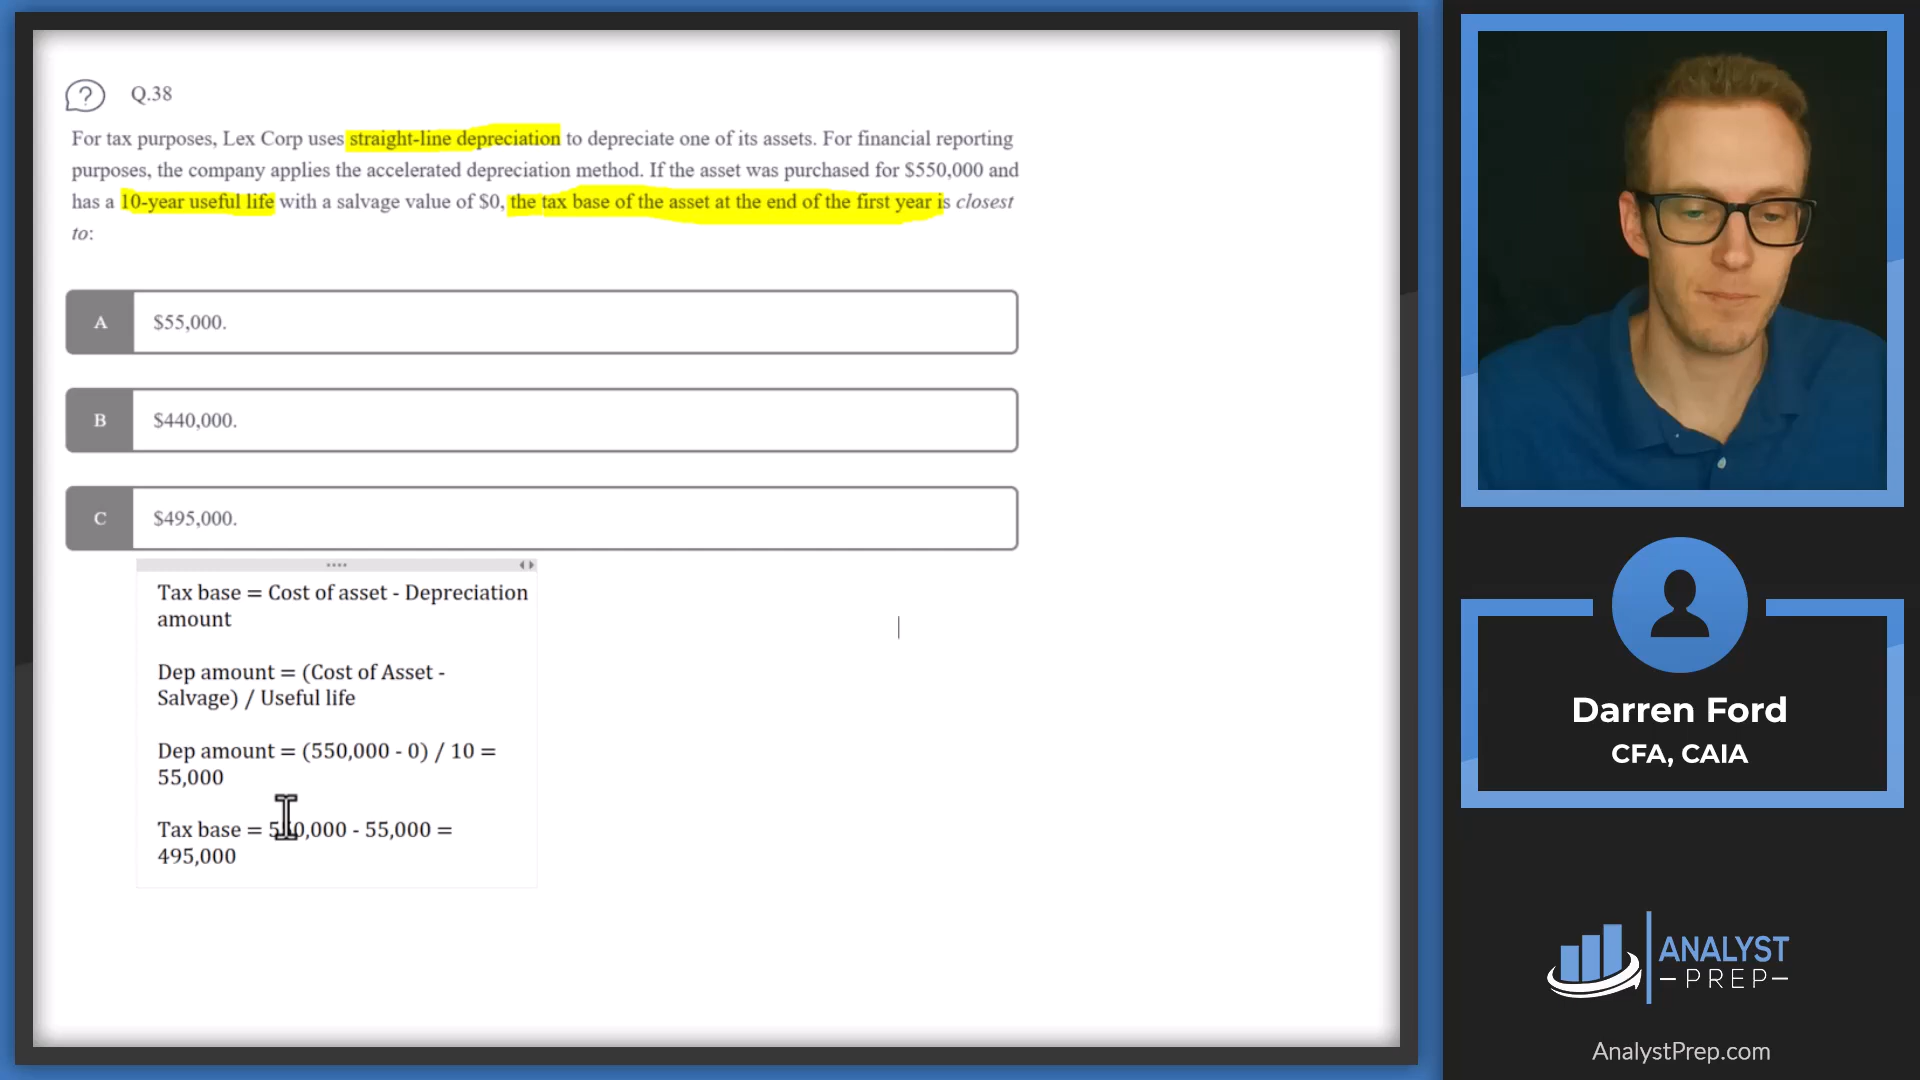 Q.38
For tax purposes, Lex Corp uses straight-line depreciation to depreciate one of its assets. For financial reporting
purposes, the company applies the accelerated depreciation method. If the asset was purchased for $550,000 and
has a 10-year useful life with a salvage value of $0, the tax base of the asset at the end of the first year is closest
to:
A $55,000.
B $440,000.
C $495,000.
Tax base = Cost of asset - Depreciation
amount
Dep amount = (Cost of Asset -
Salvage) / Useful life
Dep amount = (550,000 - 0) / 10 =
55,000
Tax base = 550,000 - 55,000 =
495,000
Darren Ford
CFA, CAIA
ANALYST
PREP
AnalystPrep.com